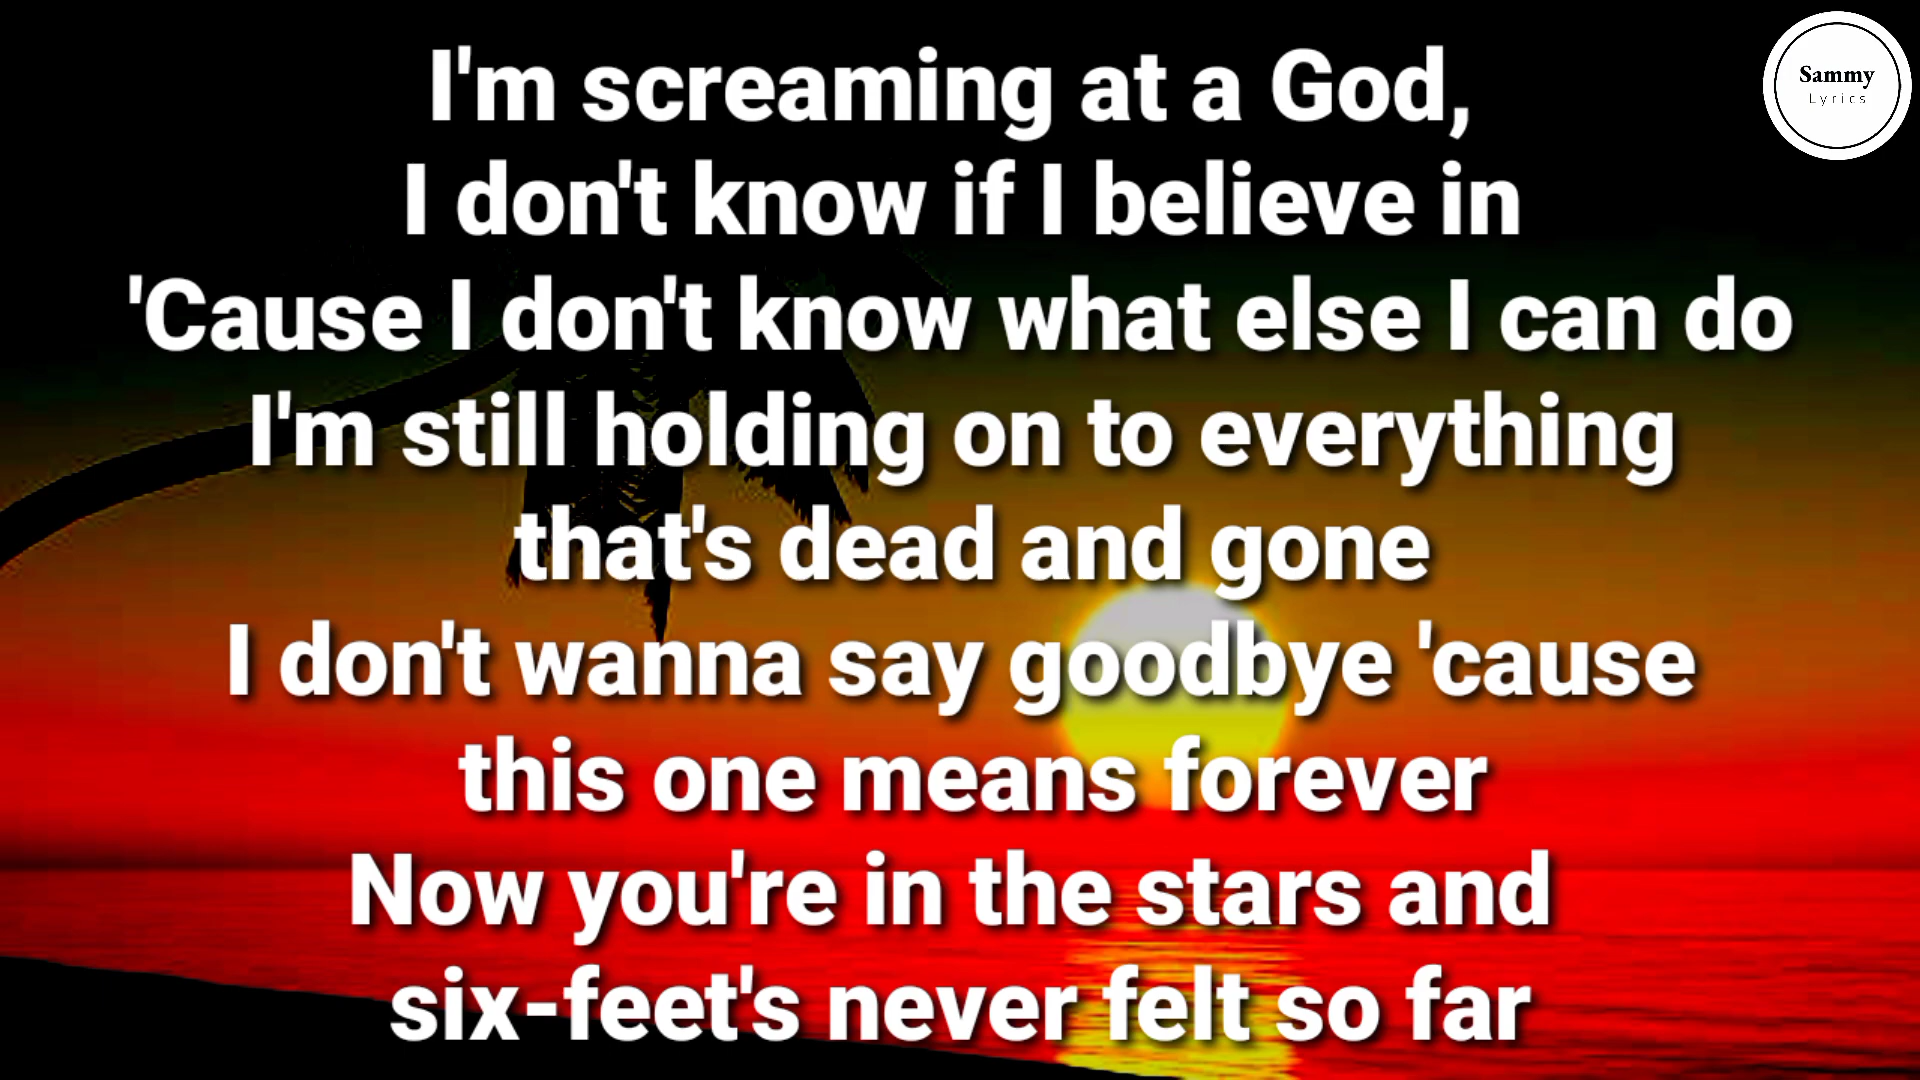 I'm screaming at a God,
I don't know if I believe in
'Cause I don't know what else I can do
I'm still holding on to everything
that's dead and gone
I don't wanna say goodbye 'cause
this one means forever
Now you're in the stars and
six-feet's never felt so far
Sammy
Lyrics